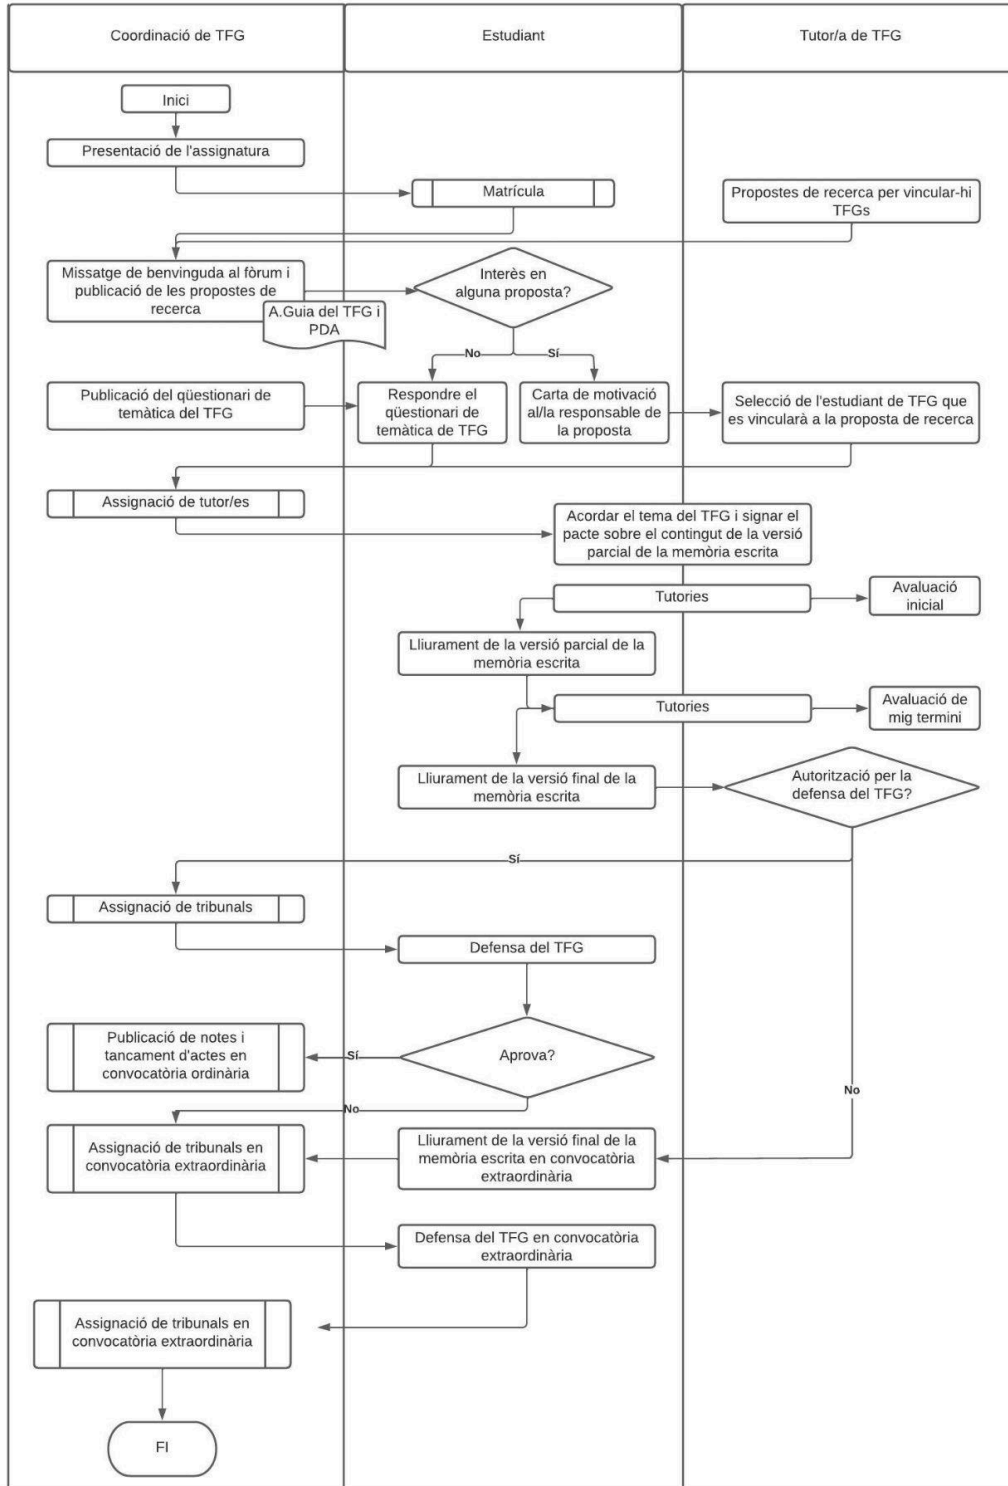 Coordinació de TFG
Estudiant
Tutor/a de TFG
Inici
Presentació de l'assignatura
Matrícula
Propostes de recerca per vincular-hi
TFGs
Missatge de benvinguda al fòrum i
publicació de les propostes de
recerca
A.Guia del TFG i
PDA
Interès en
alguna proposta?
No
Sí
Publicació del qüestionari de
temàtica del TFG
Respondre el
qüestionari de
temàtica de TFG
Carta de motivació
al/la responsable de
la proposta
Selecció de l'estudiant de TFG que
es vincularà a la proposta de recerca
Assignació de tutor/es
Acordar el tema del TFG i signar el
pacte sobre el contingut de la versió
parcial de la memòria escrita
Tutories
Avaluació
inicial
Lliurament de la versió parcial de la
memòria escrita
Tutories
Avaluació de
mig termini
Lliurament de la versió final de la
memòria escrita
Autorització per la
defensa del TFG?
Sí
Assignació de tribunals
Defensa del TFG
Publicació de notes i
tancament d'actes en
convocatòria ordinària
Sí
Aprova?
No
No
Assignació de tribunals en
convocatòria extraordinària
Lliurament de la versió final de la
memòria escrita en convocatòria
extraordinària
Defensa del TFG en convocatòria
extraordinària
Assignació de tribunals en
convocatòria extraordinària
FI